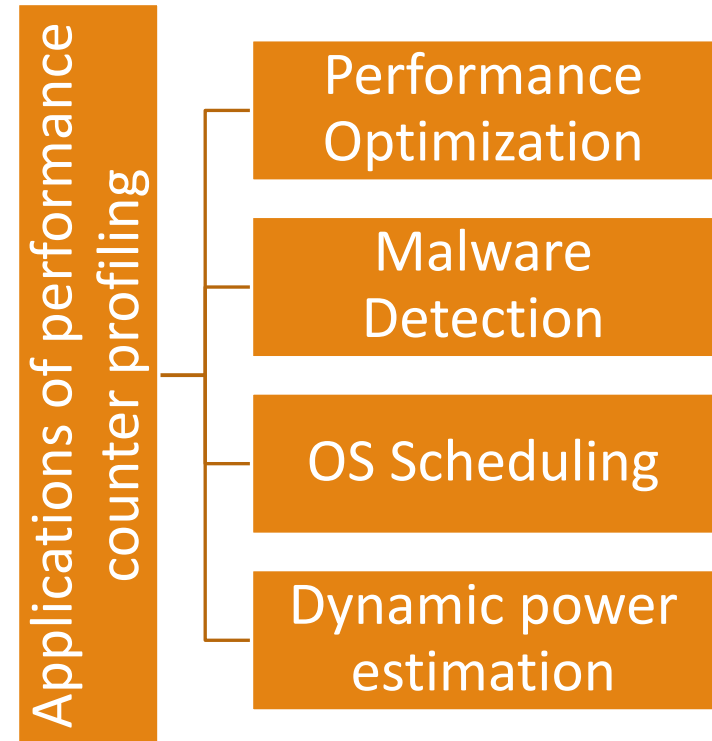 Applications of performance
counter profiling
Performance
Optimization
Malware
Detection
OS Scheduling
Dynamic power
estimation